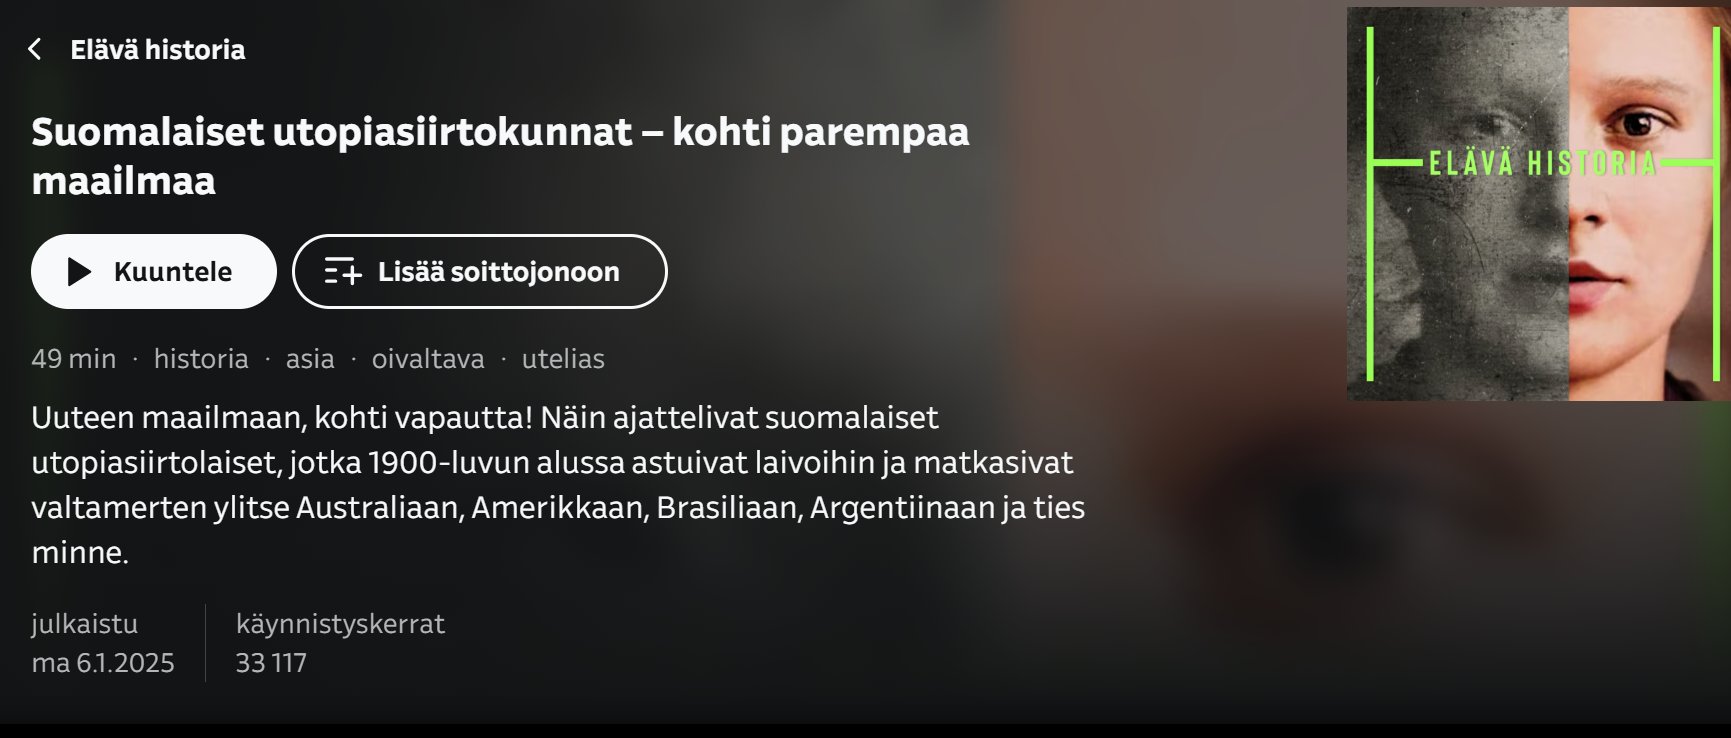 Elävä historia
Suomalaiset utopiasiirtokunnat – kohti parempaa
maailmaa
Kuuntele
Lisää soittojonoon
49 min · historia · asia · oivaltava · utelias
Uuteen maailmaan, kohti vapautta! Näin ajattelivat suomalaiset
utopiasiirtolaiset, jotka 1900-luvun alussa astuivat laivoihin ja matkasivat
valtamerten ylitse Australiaan, Amerikkaan, Brasiliaan, Argentiinaan ja ties
minne.
julkaistu
ma 6.1.2025
käynnistyskerrat
33 117
ELÄVÄ HISTORIA